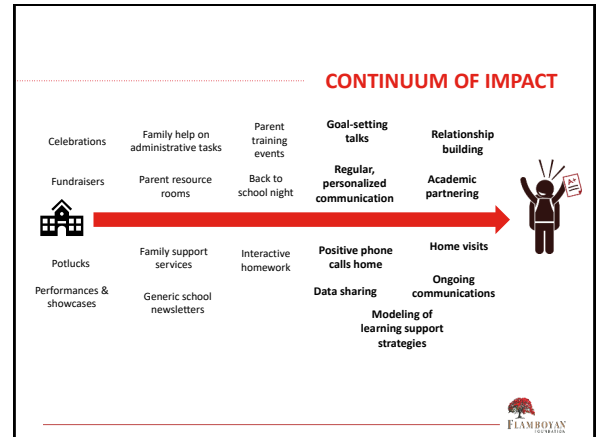 CONTINUUM OF IMPACT
Celebrations
Family help on
administrative tasks
Parent
training
events
Goal-setting
talks
Relationship
building
Fundraisers
Parent resource
rooms
Back to
school night
Regular,
personalized
communication
Academic
partnering
A+
Potlucks
Family support
services
Interactive
homework
Positive phone
calls home
Home visits
Performances &
showcases
Generic school
newsletters
Data sharing
Ongoing
communications
Modeling of
learning support
strategies
FLAMBOYAN
FOUNDATION